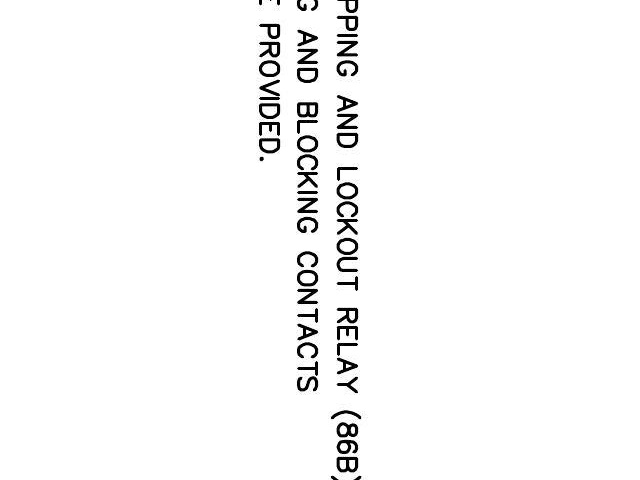 PPING AND LOCKOUT RELAY (86B)
G AND BLOCKING CONTACTS
E PROVIDED.